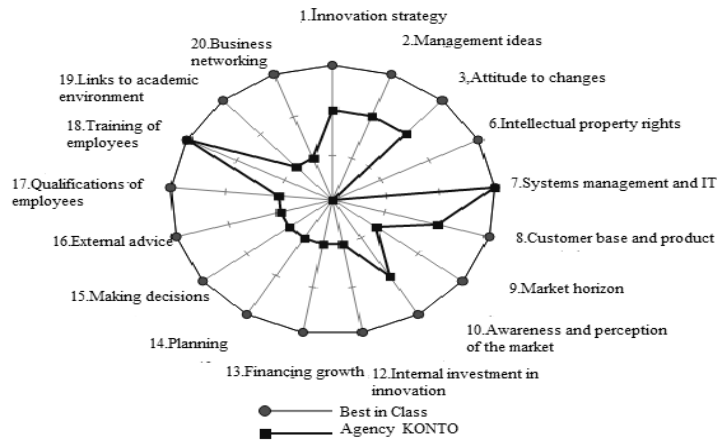 1.Innovation strategy
2.Management ideas
3,Attitude to changes
6.Intellectual property rights
7.Systems management and IT
8.Customer base and product
9.Market horizon
10.Awareness and perception
of the market
12.Internal investment in
innovation
13.Financing growth
14.Planning
15.Making decisions
16.External advice
17.Qualifications of
employees
18.Training of
employees
19.Links to academic
environment
20.Business
networking
Best in Class
Agency KONTO